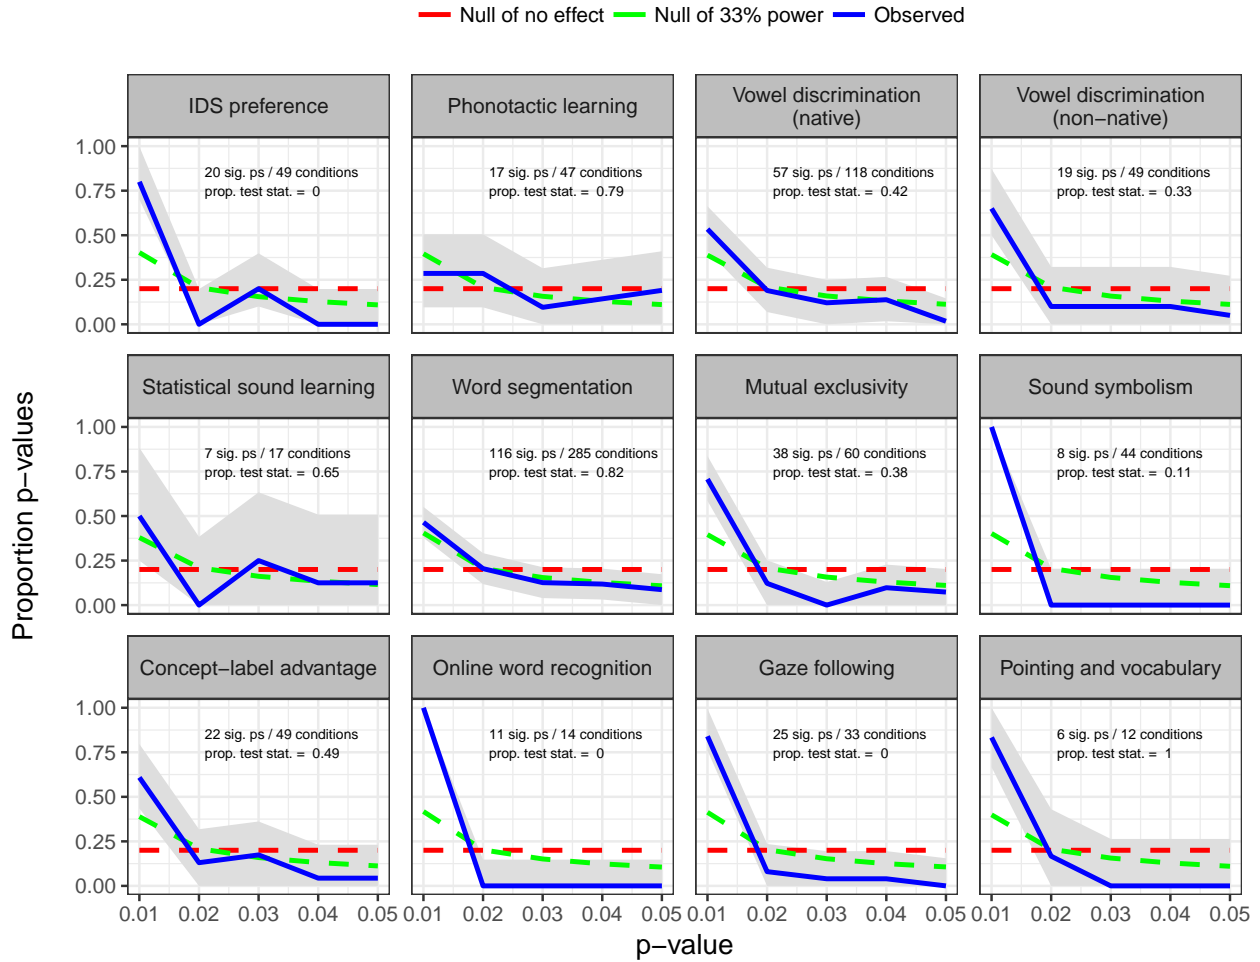 Null of no effect Null of 33% power Observed
IDS preference
Phonotactic learning
Vowel discrimination
(native)
Vowel discrimination
(non−native)
1.00
0.75
0.50
0.25
0.00
20 sig. ps / 49 conditions
prop. test stat. = 0
17 sig. ps / 47 conditions
prop. test stat. = 0.79
57 sig. ps / 118 conditions
prop. test stat. = 0.42
19 sig. ps / 49 conditions
prop. test stat. = 0.33
Statistical sound learning
Word segmentation
Mutual exclusivity
Sound symbolism
1.00
0.75
0.50
0.25
0.00
7 sig. ps / 17 conditions
prop. test stat. = 0.65
116 sig. ps / 285 conditions
prop. test stat. = 0.82
38 sig. ps / 60 conditions
prop. test stat. = 0.38
8 sig. ps / 44 conditions
prop. test stat. = 0.11
Concept−label advantage
Online word recognition
Gaze following
Pointing and vocabulary
1.00
0.75
0.50
0.25
0.00
22 sig. ps / 49 conditions
prop. test stat. = 0.49
11 sig. ps / 14 conditions
prop. test stat. = 0
25 sig. ps / 33 conditions
prop. test stat. = 0
6 sig. ps / 12 conditions
prop. test stat. = 1
0.01 0.02 0.03 0.04 0.05
0.01 0.02 0.03 0.04 0.05
0.01 0.02 0.03 0.04 0.05
0.01 0.02 0.03 0.04 0.05
p−value
Proportion p−values